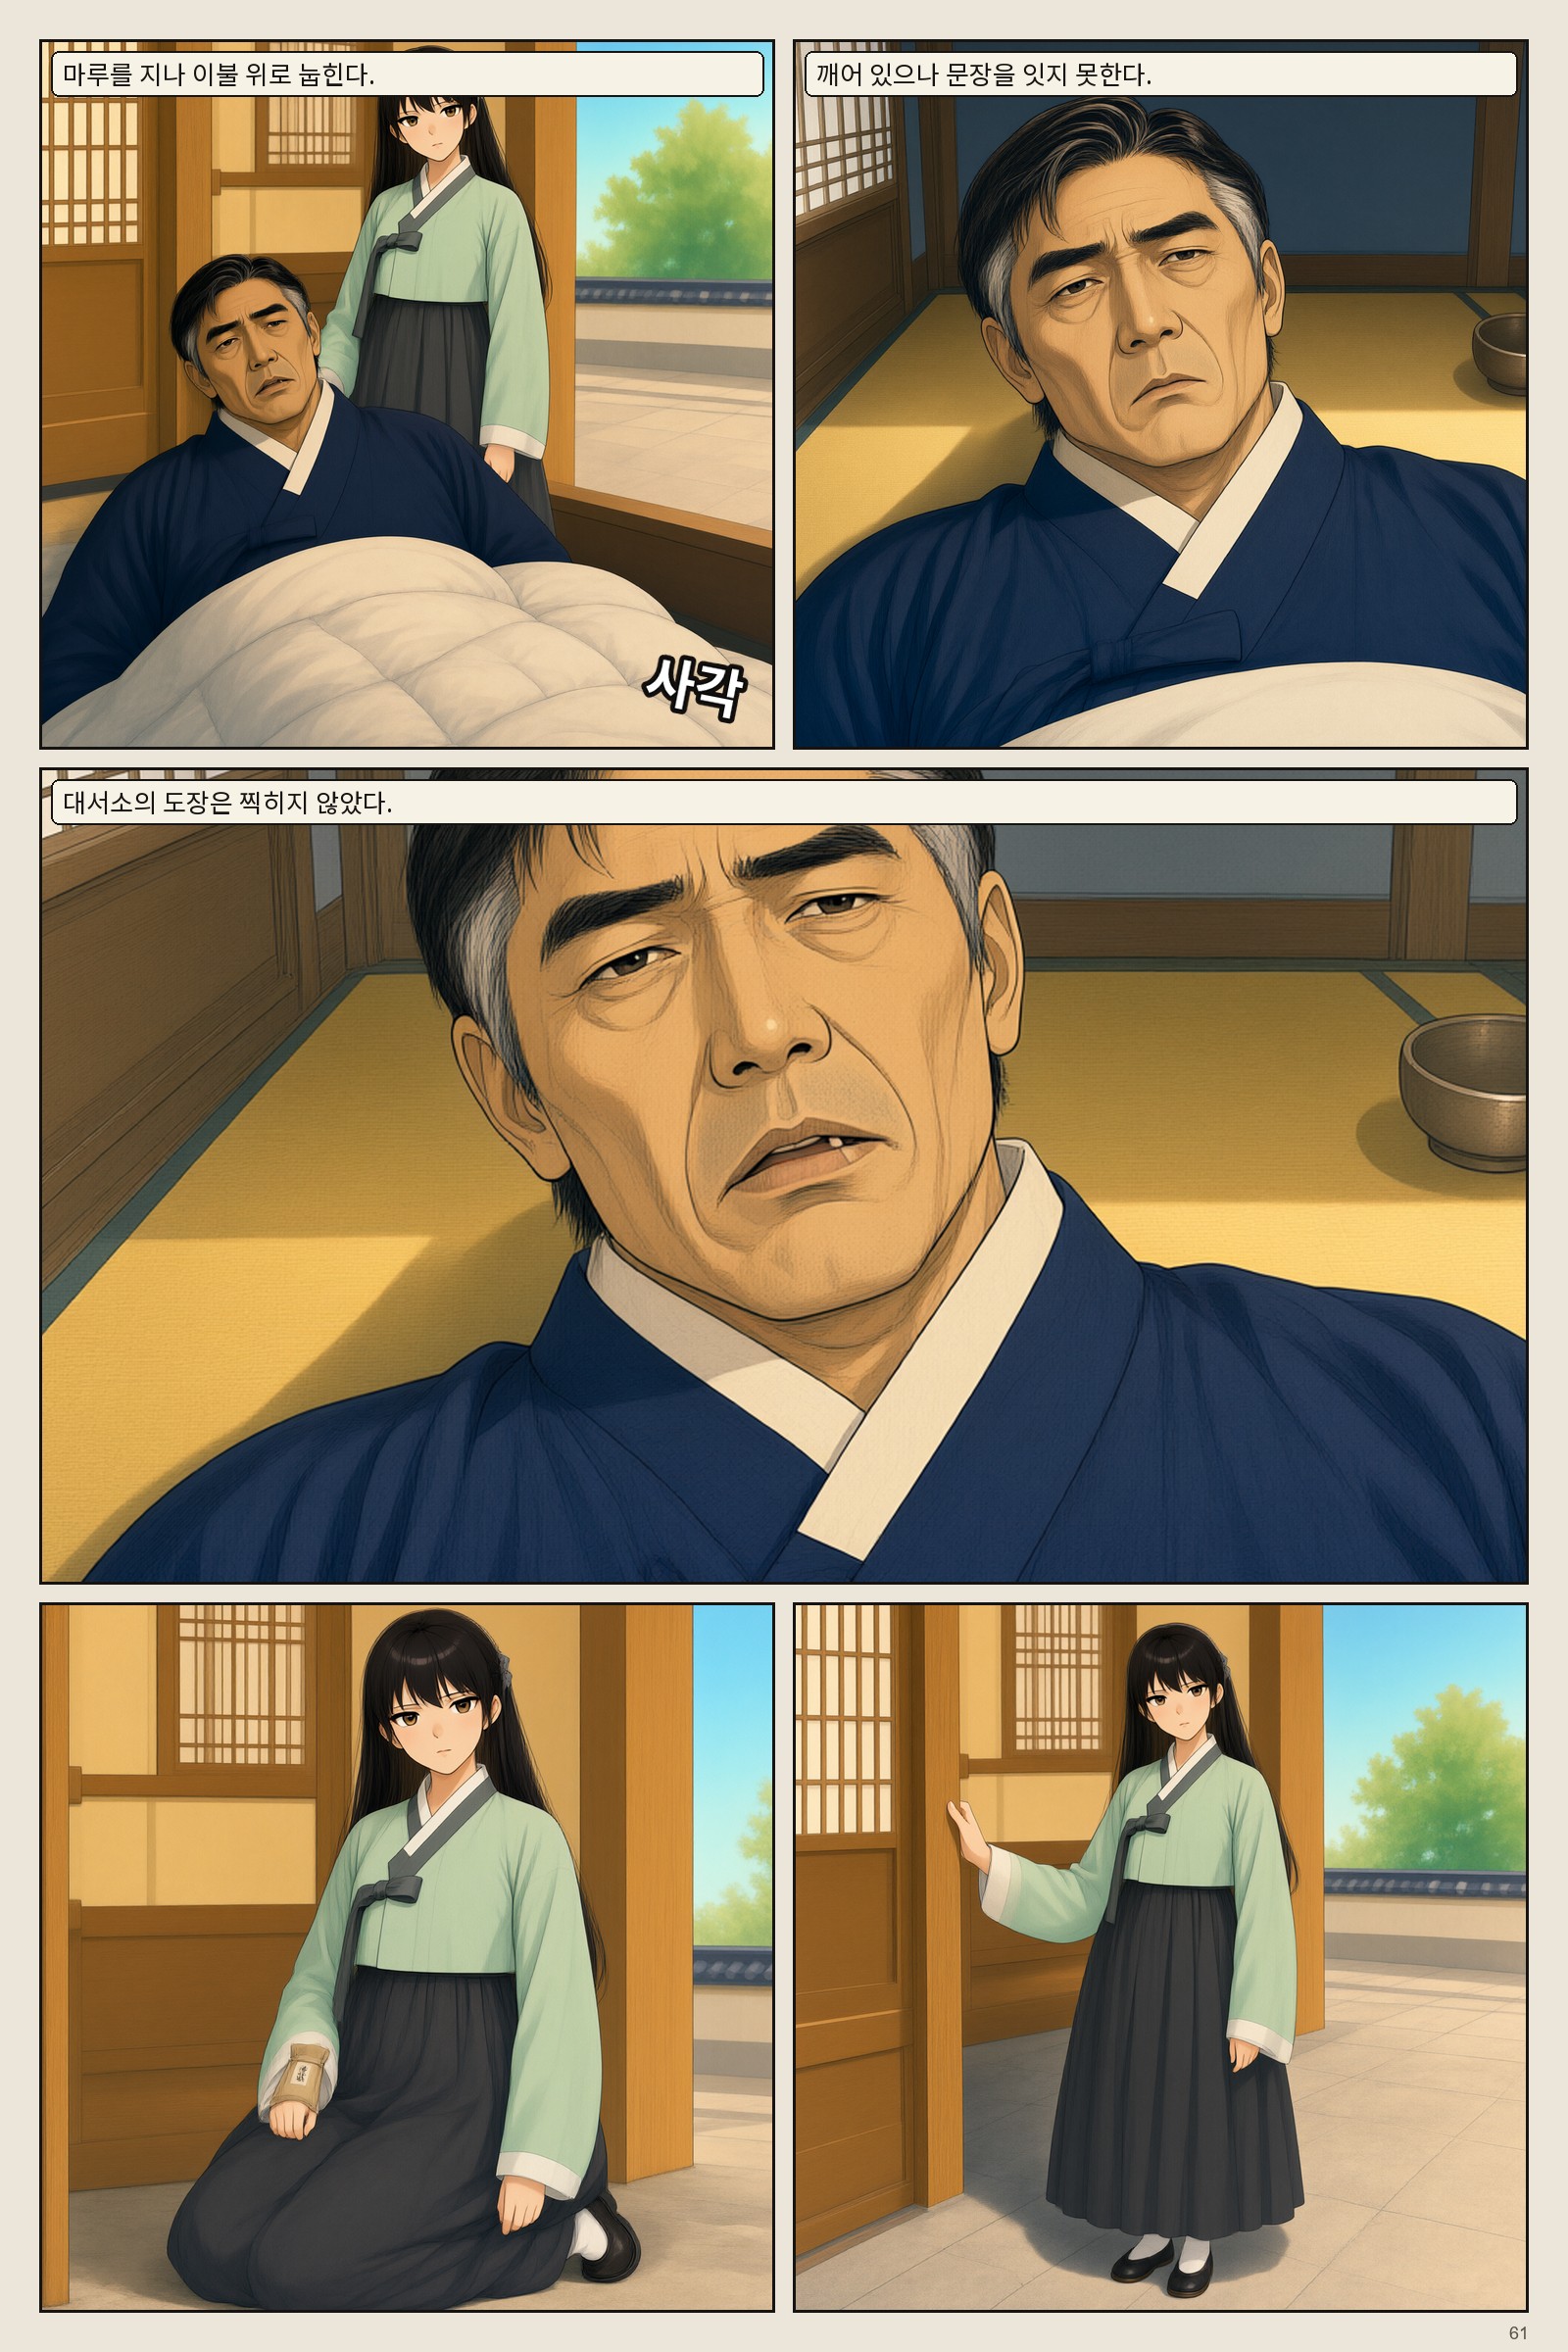 마루를 지나 이불 위로 눕힌다.
깨어 있으나 문장을 잇지 못한다.
사각
대서소의 도장은 찍히지 않았다.
61